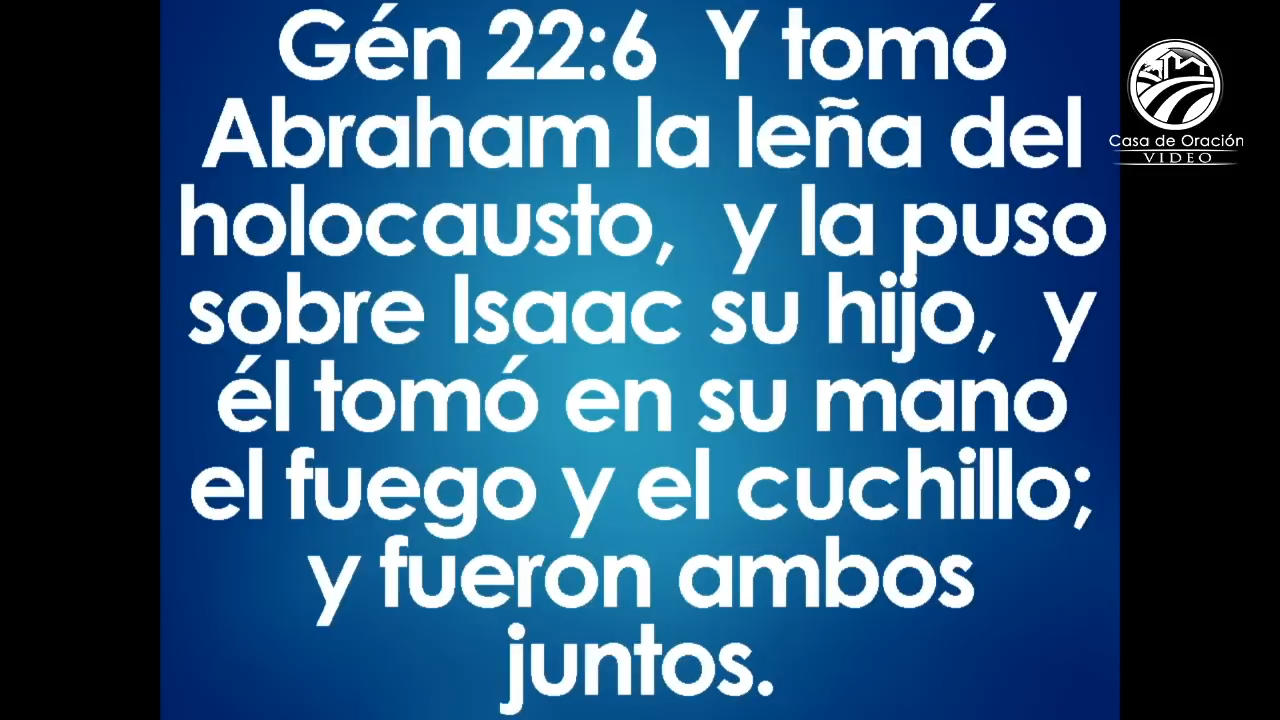 Gén 22:6  Y tomó
Abraham la leña del
holocausto,  y la puso
sobre Isaac su hijo,  y
él tomó en su mano
el fuego y el cuchillo;
y fueron ambos
juntos.
Casa de Oración
VIDEO